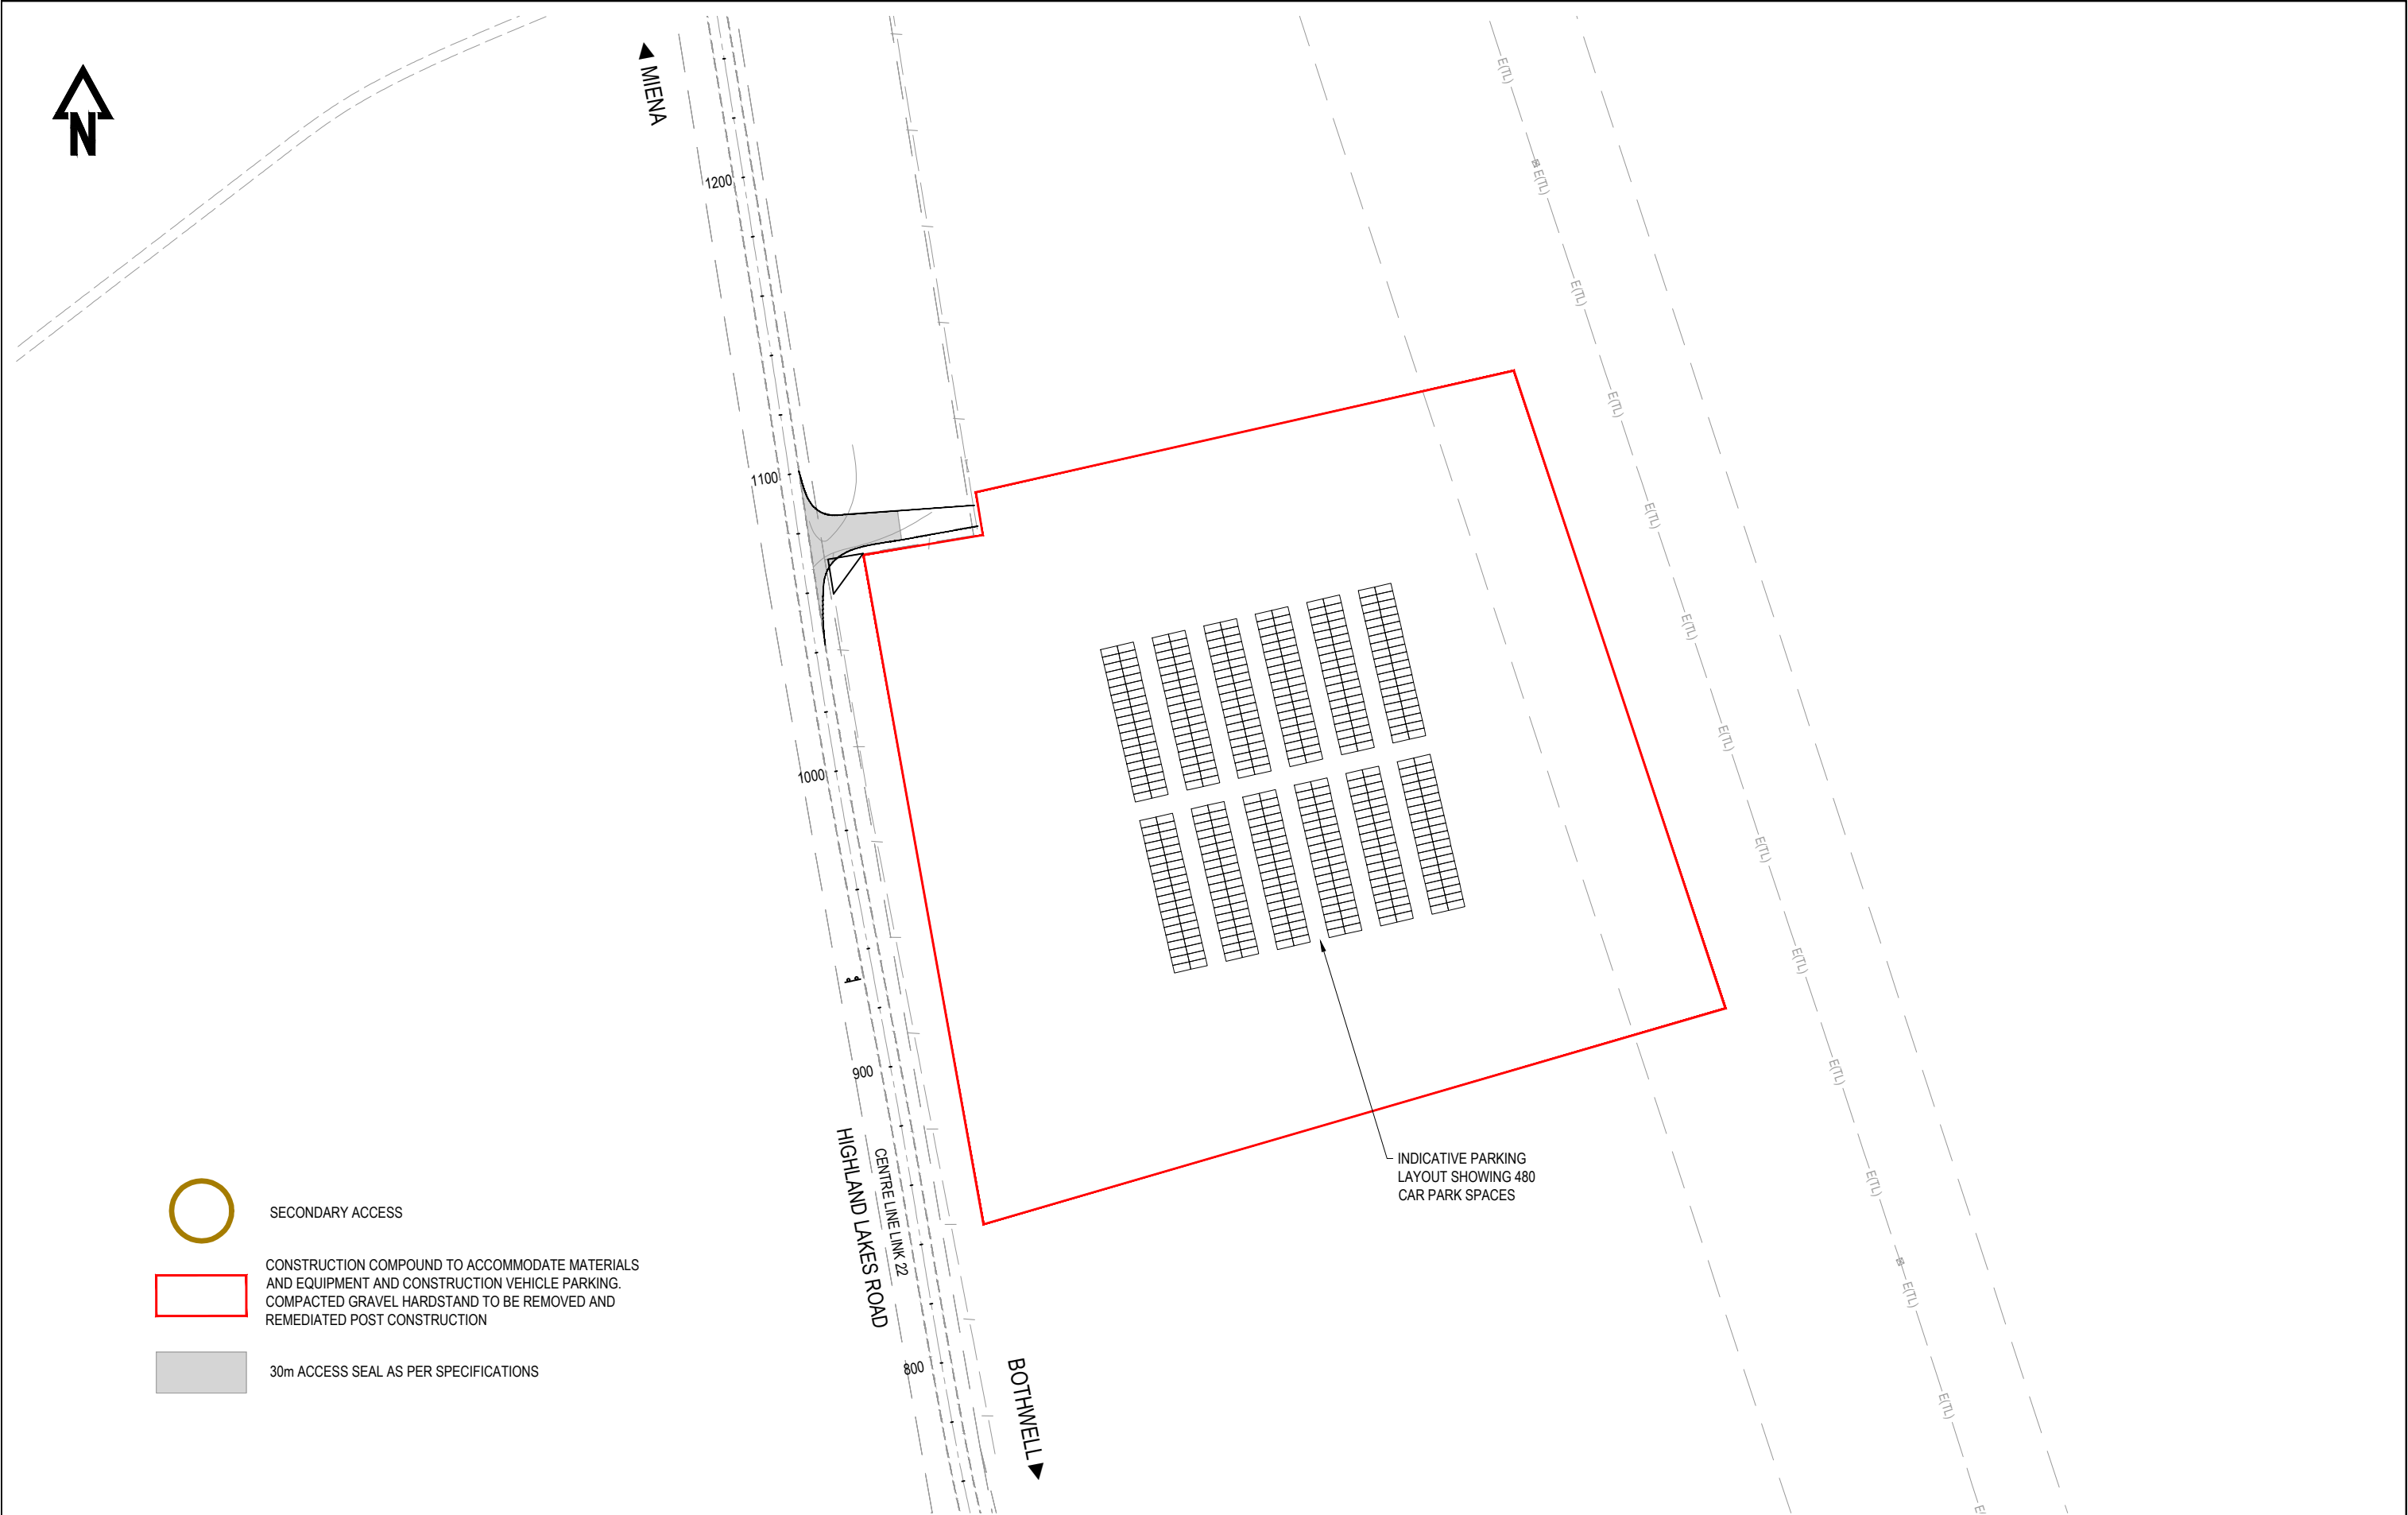 N
MIENA
E(TL)
E(TL)
1200
E(TL)
E(TL)
1100
E(TL)
E(TL)
E(TL)
1000
E(TL)
E(TL)
900
E(TL)
HIGHLAND LAKES ROAD
CENTRE LINE LINK 22
INDICATIVE PARKING
LAYOUT SHOWING 480
CAR PARK SPACES
E(TL)
E(TL)
SECONDARY ACCESS
CONSTRUCTION COMPOUND TO ACCOMMODATE MATERIALS
AND EQUIPMENT AND CONSTRUCTION VEHICLE PARKING.
COMPACTED GRAVEL HARDSTAND TO BE REMOVED AND
REMEDIATED POST CONSTRUCTION
30m ACCESS SEAL AS PER SPECIFICATIONS
800
BOTHWELL
E(TL)